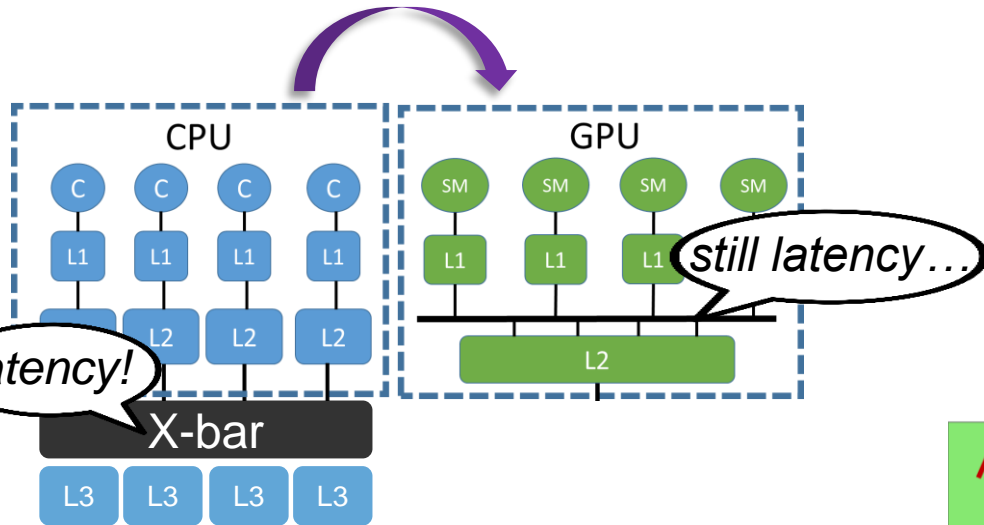 CPU
GPU
C C C C
SM SM SM SM
L1 L1 L1 L1
L1 L1 L1
still latency...
L2 L2 L2
L2
X-bar
L3 L3 L3 L3